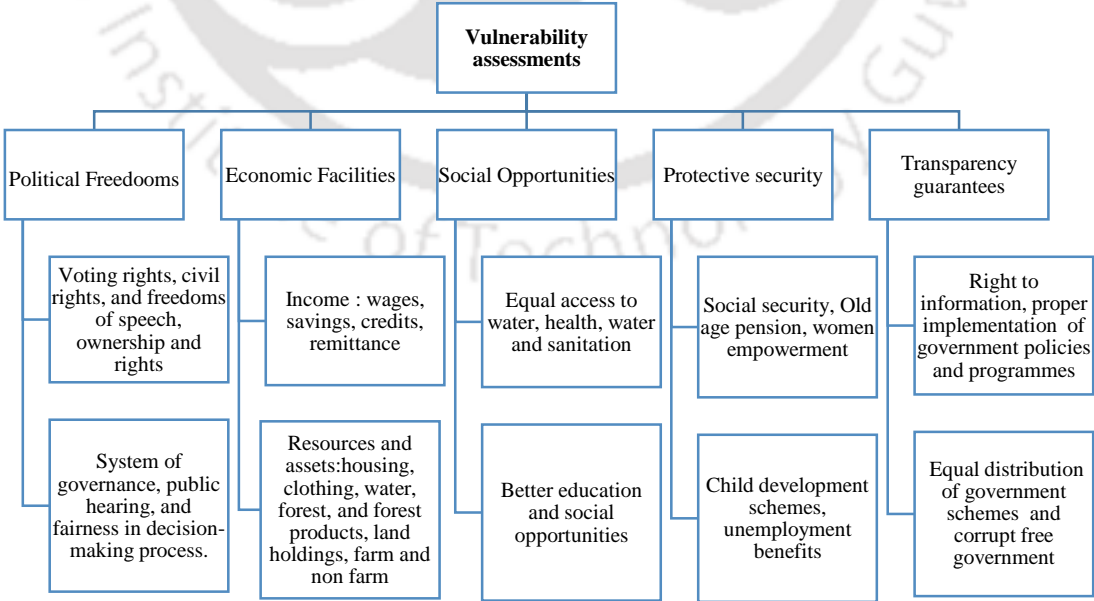 Vulnerability
assessments
Political Freedooms
Economic Facilities
Social Opportunities
Protective security
Transparency
guarantees
Voting rights, civil
rights, and freedoms
of speech,
ownership and
rights
Income : wages,
savings, credits,
remittance
Equal access to
water, health, water
and sanitation
Social security, Old
age pension, women
empowerment
Right to
information, proper
implementation of
government policies
and programmes
System of
governance, public
hearing, and
fairness in decision-
making process.
Resources and
assets:housing,
clothing, water,
forest, and forest
products, land
holdings, farm and
non farm
Better education
and social
opportunities
Child development
schemes,
unemployment
benefits
Equal distribution
of government
schemes and
corrupt free
government
of Technology